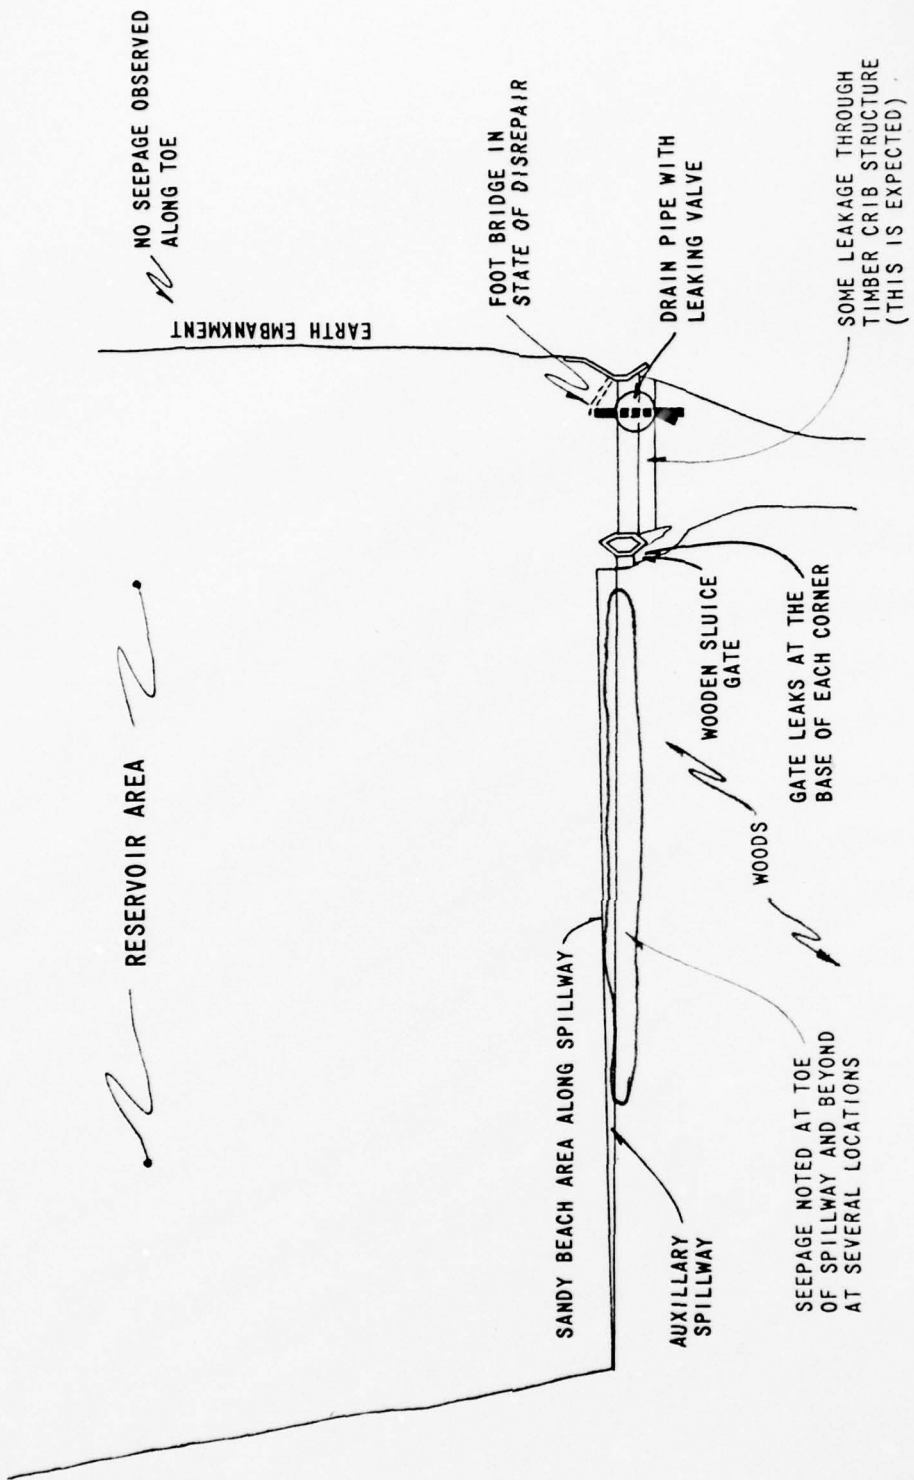 NO SEEPAGE OBSERVED
ALONG TOE
EARTH EMBANKMENT
RESERVOIR AREA
FOOT BRIDGE IN
STATE OF DISREPAIR
DRAIN PIPE WITH
LEAKING VALVE
SOME LEAKAGE THROUGH
TIMBER CRIB STRUCTURE
(THIS IS EXPECTED)
SANDY BEACH AREA ALONG SPILLWAY
WOODEN SLUICE
GATE
GATE LEAKS AT THE
BASE OF EACH CORNER
WOODS
AUXILLARY
SPILLWAY
SEEPAGE NOTED AT TOE
OF SPILLWAY AND BEYOND
AT SEVERAL LOCATIONS